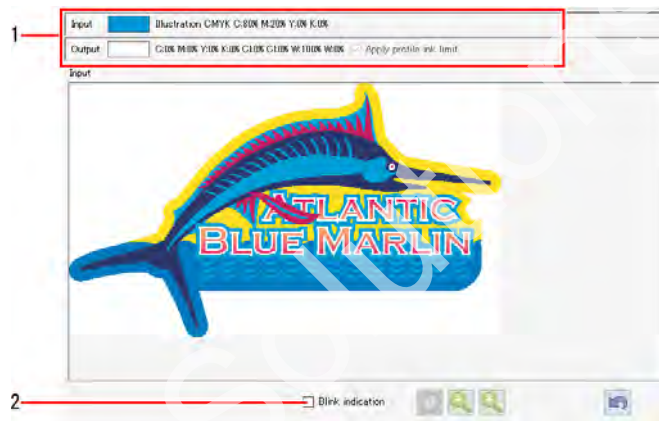 1
Input Illustration CMYK C:80% M:20% Y:0% K:0%
Output C:0% M:0% Y:0% K:0% Cl:0% Cl:0% W:100% W:0% Apply profile ink limit
Input
ATLANTIC
BLUE MARLIN
2
Blink indication